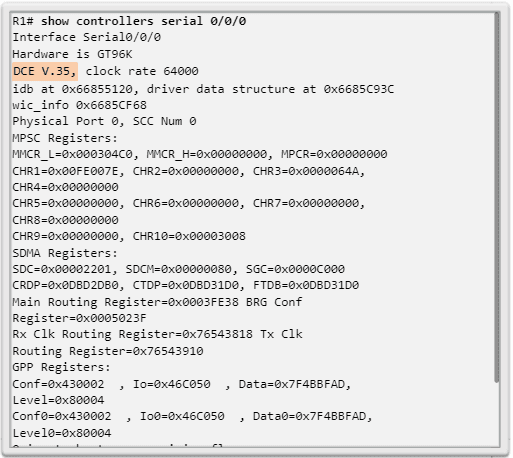 R1# show controllers serial 0/0/0
Interface Serial0/0/0
Hardware is GT96K
DCE V.35, clock rate 64000
idb at 0x66855120, driver data structure at 0x6685C93C
wic_info 0x6685CF68
Physical Port 0, SCC Num 0
MPSC Registers:
MMCR_L=0x000304C0, MMCR_H=0x00000000, MPCR=0x00000000
CHR1=0x00FE007E, CHR2=0x00000000, CHR3=0x0000064A,
CHR4=0x00000000
CHR5=0x00000000, CHR6=0x00000000, CHR7=0x00000000,
CHR8=0x00000000
CHR9=0x00000000, CHR10=0x00003008
SDMA Registers:
SDC=0x00002201, SDCM=0x00000080, SGC=0x0000C000
CRDP=0x0DBD2DB0, CTDP=0x0DBD31D0, FTDB=0x0DBD31D0
Main Routing Register=0x0003FE38 BRG Conf
Register=0x0005023F
Rx Clk Routing Register=0x76543818 Tx Clk
Routing Register=0x76543910
GPP Registers:
Conf=0x430002  , Io=0x46C050  , Data=0x7F4BBFAD,
Level=0x80004
Conf0=0x430002  , Io0=0x46C050  , Data0=0x7F4BBFAD,
Level0=0x80004